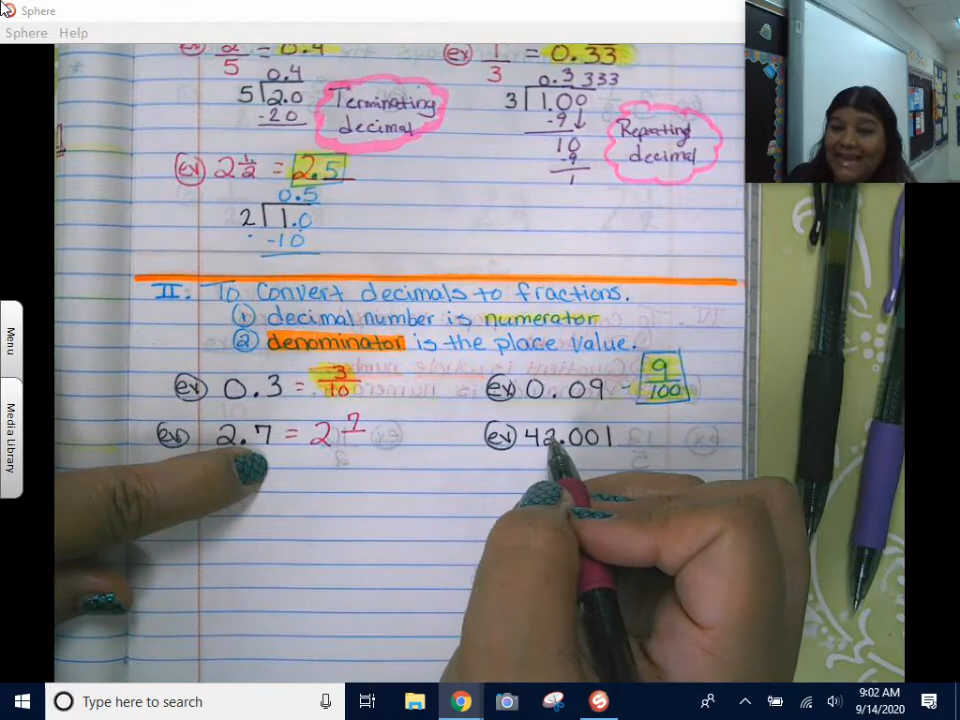 Sphere
Sphere Help
ex 2/5 = 0.4
ex 1/3 = 0.33
0.4
5 2.0
-20
Terminating
decimal
0.3 333
3 1.00
-9
10
-9
1
Repeating
decimal
ex 2 1/2 = 2.5
0.5
2 1.0
-10
II. To Convert decimals to fractions.
① decimal number is numerator
② denominator is the place value.
ex 0.3 = 3/10
ex 0.09 = 9/100
ex 2.7 = 2 7/
ex 42.001
Menu
Media Library
Type here to search
9:02 AM
9/14/2020